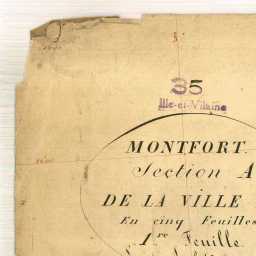 35
Ille-et-Vilaine
MONTFORT
Section A
DE LA VILLE
En cinq Feuilles
1re Feuille